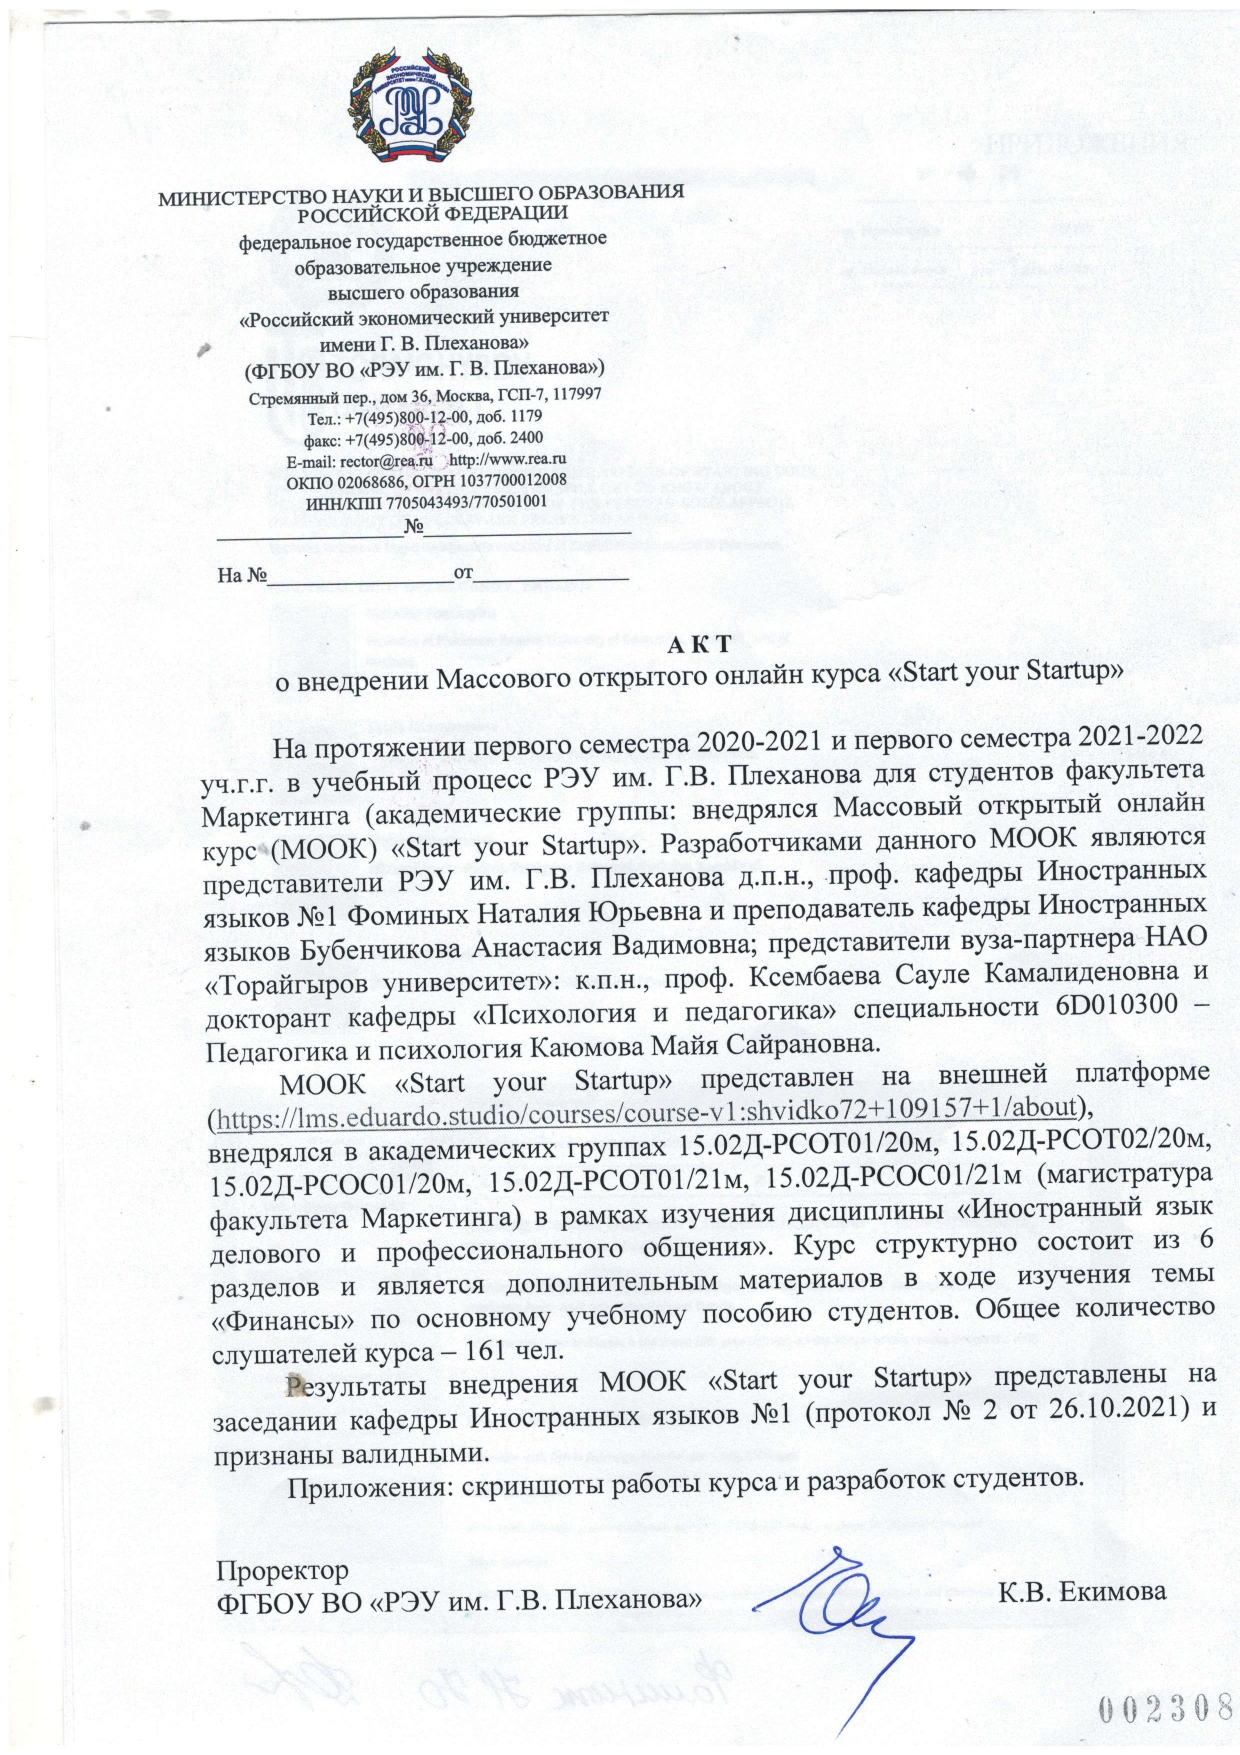 РОССИЙСКИЙ
ЭКОНОМИЧЕСКИЙ
УНИВЕРСИТЕТ имени Г.В.ПЛЕХАНОВА
МИНИСТЕРСТВО НАУКИ И ВЫСШЕГО ОБРАЗОВАНИЯ
РОССИЙСКОЙ ФЕДЕРАЦИИ
федеральное государственное бюджетное
образовательное учреждение
высшего образования
«Российский экономический университет
имени Г. В. Плеханова»
(ФГБОУ ВО «РЭУ им. Г. В. Плеханова»)
Стремянный пер., дом 36, Москва, ГСП-7, 117997
Тел.: +7(495)800-12-00, доб. 1179
факс: +7(495)800-12-00, доб. 2400
E-mail: rector@rea.ru http://www.rea.ru
ОКПО 02068686, ОГРН 1037700012008
ИНН/КПП 7705043493/770501001
__________________№____________________
На №__________________от_______________
А К Т
о внедрении Массового открытого онлайн курса «Start your Startup»
На протяжении первого семестра 2020-2021 и первого семестра 2021-2022
уч.г.г. в учебный процесс РЭУ им. Г.В. Плеханова для студентов факультета
Маркетинга (академические группы: внедрялся Массовый открытый онлайн
курс (МООК) «Start your Startup». Разработчиками данного МООК являются
представители РЭУ им. Г.В. Плеханова д.п.н., проф. кафедры Иностранных
языков №1 Фоминых Наталия Юрьевна и преподаватель кафедры Иностранных
языков Бубенчикова Анастасия Вадимовна; представители вуза-партнера НАО
«Торайгыров университет»: к.п.н., проф. Ксембаева Сауле Камалиденовна и
докторант кафедры «Психология и педагогика» специальности 6D010300 –
Педагогика и психология Каюмова Майя Сайрановна.
МООК «Start your Startup» представлен на внешней платформе
(https://lms.eduardo.studio/courses/course-v1:shvidko72+109157+1/about),
внедрялся в академических группах 15.02Д-РСОТ01/20м, 15.02Д-РСОТ02/20м,
15.02Д-РСОС01/20м, 15.02Д-РСОТ01/21м, 15.02Д-РСОС01/21м (магистратура
факультета Маркетинга) в рамках изучения дисциплины «Иностранный язык
делового и профессионального общения». Курс структурно состоит из 6
разделов и является дополнительным материалов в ходе изучения темы
«Финансы» по основному учебному пособию студентов. Общее количество
слушателей курса – 161 чел.
Результаты внедрения МООК «Start your Startup» представлены на
заседании кафедры Иностранных языков №1 (протокол № 2 от 26.10.2021) и
признаны валидными.
Приложения: скриншоты работы курса и разработок студентов.
Проректор
ФГБОУ ВО «РЭУ им. Г.В. Плеханова»
К.В. Екимова
002308